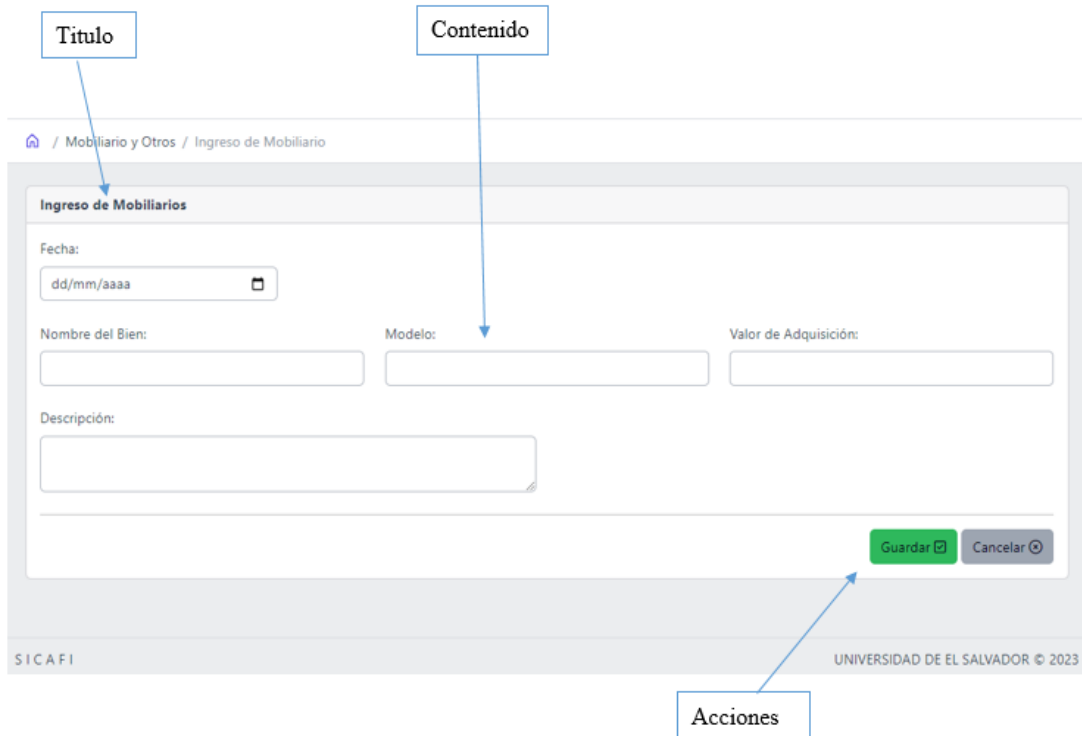 Titulo
Contenido
/ Mobiliario y Otros / Ingreso de Mobiliario
Ingreso de Mobiliarios
Fecha:
dd/mm/aaaa
Nombre del Bien:
Modelo:
Valor de Adquisición:
Descripción:
Guardar
Cancelar
SICAFI
UNIVERSIDAD DE EL SALVADOR © 2023
Acciones